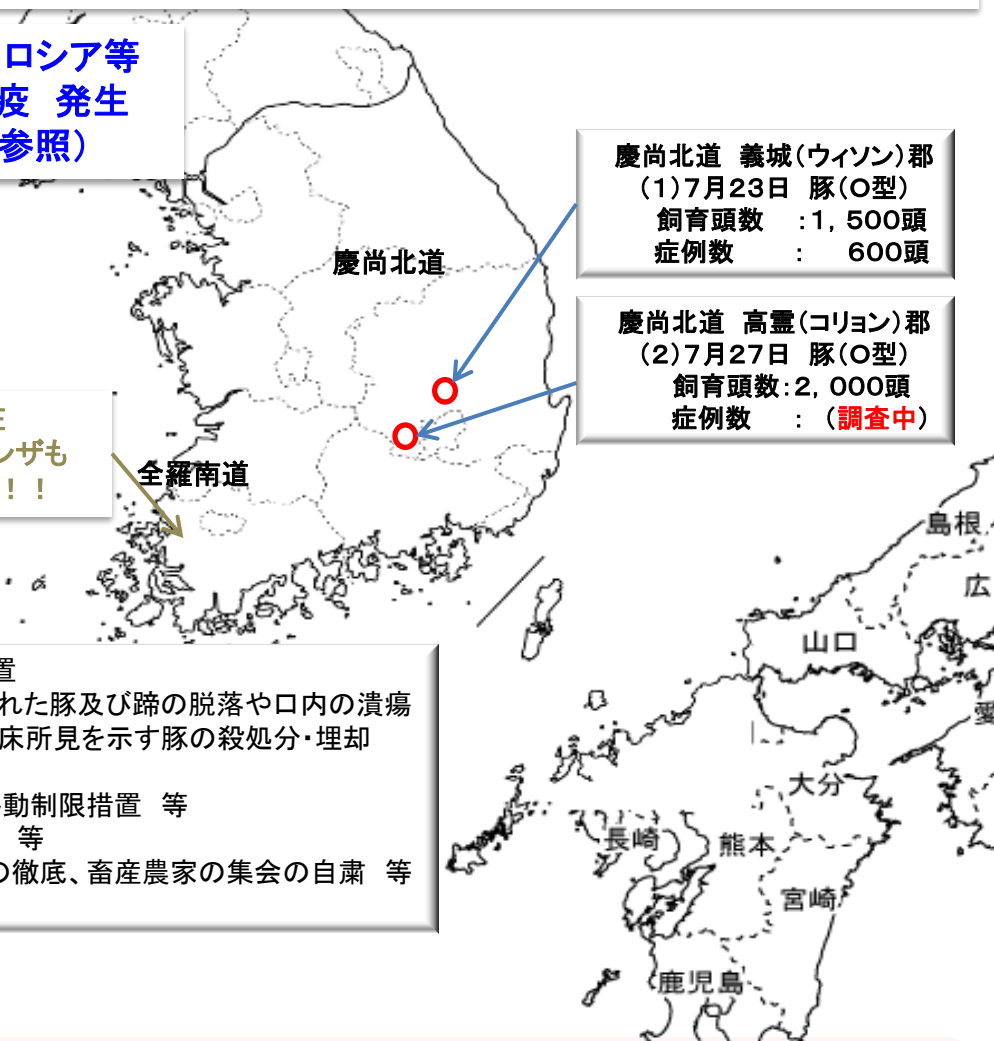 ロシア等
疫　発生
参照）
慶尚北道　義城（ウィソン）郡
（１）７月２３日　豚（Ｏ型）
飼育頭数　：１，５００頭
症例数　　：　６００頭
慶尚北道
慶尚北道　高霊（コリョン）郡
（２）７月２７日　豚（Ｏ型）
飼育頭数：２，０００頭
症例数　：　（調査中）
ンザも
！！
全羅南道
島根
広
山口
愛
置
れた豚及び蹄の脱落や口内の潰瘍
床所見を示す豚の殺処分・埋却
動制限措置　等
等
の徹底、畜産農家の集会の自粛　等
大分
長崎
熊本
宮崎
鹿児島